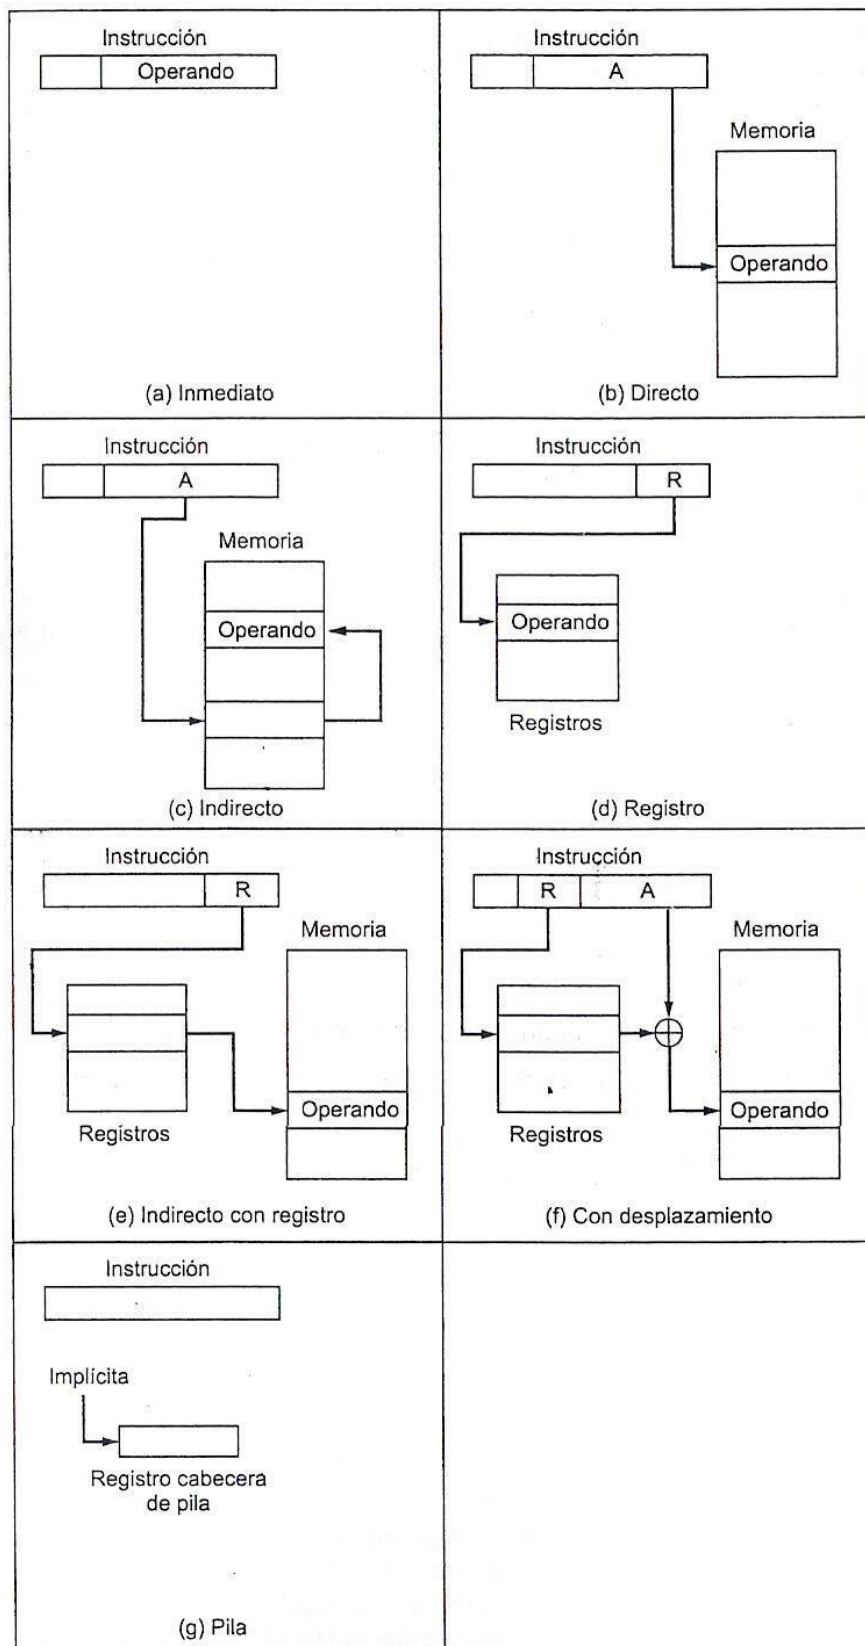 Instrucción
Operando
(a) Inmediato
Instrucción
A
Memoria
Operando
(b) Directo
Instrucción
A
Memoria
Operando
(c) Indirecto
Instrucción
R
Operando
Registros
(d) Registro
Instrucción
R
Memoria
Operando
Registros
(e) Indirecto con registro
Instrucción
R A
Memoria
Operando
Registros
(f) Con desplazamiento
Instrucción
Implícita
Registro cabecera
de pila
(g) Pila